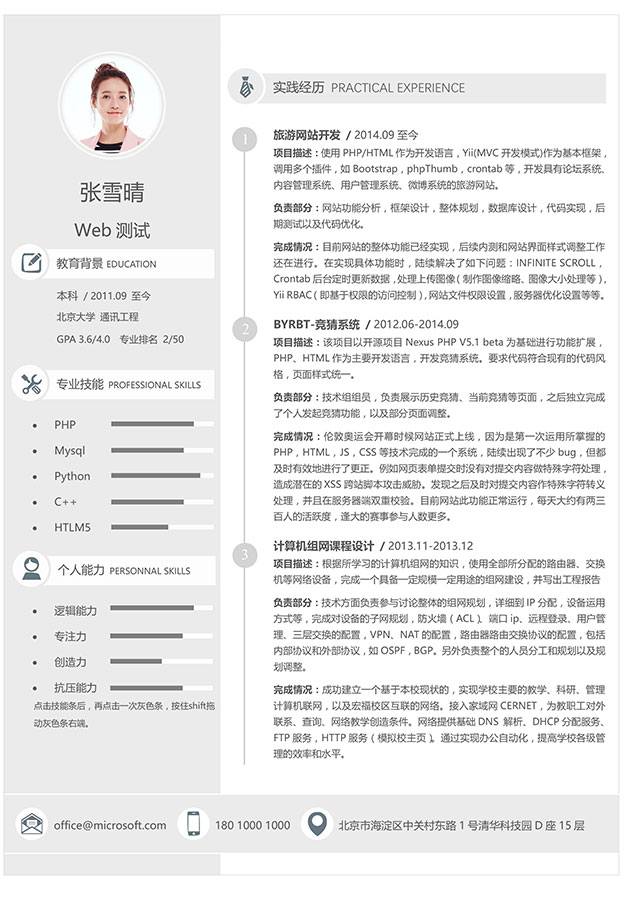 张雪晴
Web 测试
教育背景 EDUCATION
本科 / 2011.09 至今
北京大学 通讯工程
GPA 3.6/4.0 专业排名 2/50
专业技能 PROFESSIONAL SKILLS
• PHP
• Mysql
• Python
• C++
• HTLM5
个人能力 PERSONNAL SKILLS
• 逻辑能力
• 专注力
• 创造力
• 抗压能力
点击技能条后，再点击一次灰色条，按住shift拖
动灰色条右端。
实践经历 PRACTICAL EXPERIENCE
1
旅游网站开发 / 2014.09 至今
项目描述：使用 PHP/HTML 作为开发语言，Yii(MVC 开发模式)作为基本框架，
调用多个插件，如 Bootstrap，phpThumb，crontab 等，开发具有论坛系统、
内容管理系统、用户管理系统、微博系统的旅游网站。
负责部分：网站功能分析，框架设计，整体规划，数据库设计，代码实现，后
期测试以及代码优化。
完成情况：目前网站的整体功能已经实现，后续内测和网站界面样式调整工作
还在进行。在实现具体功能时，陆续解决了如下问题：INFINITE SCROLL，
Crontab 后台定时更新数据，处理上传图像（制作图像缩略、图像大小处理等），
Yii RBAC（即基于权限的访问控制），网站文件权限设置，服务器优化设置等等。
2
BYRBT-竞猜系统 / 2012.06-2014.09
项目描述：该项目以开源项目 Nexus PHP V5.1 beta 为基础进行功能扩展，
PHP、HTML 作为主要开发语言，开发竞猜系统。要求代码符合现有的代码风
格，页面样式统一。
负责部分：技术组组员，负责展示历史竞猜、当前竞猜等页面，之后独立完成
了个人发起竞猜功能，以及部分页面调整。
完成情况：伦敦奥运会开幕时候网站正式上线，因为是第一次运用所掌握的
PHP，HTML，JS，CSS 等技术完成的一个系统，陆续出现了不少 bug，但都
及时有效地进行了更正。例如网页表单提交时没有对提交内容做特殊字符处理，
造成潜在的 XSS 跨站脚本攻击威胁。发现之后及时对提交内容作特殊字符转义
处理，并且在服务器端双重校验。目前网站此功能正常运行，每天大约有两三
百人的活跃度，逢大的赛事参与人数更多。
3
计算机组网课程设计 / 2013.11-2013.12
项目描述：根据所学习的计算机组网的知识，使用全部所分配的路由器、交换
机等网络设备，完成一个具备一定规模一定用途的组网建设，并写出工程报告
负责部分：技术方面负责参与讨论整体的组网规划，详细到 IP 分配，设备运用
方式等，完成对设备的子网规划，防火墙（ACL）、端口 ip、远程登录、用户管
理、三层交换的配置，VPN、NAT 的配置，路由器路由交换协议的配置，包括
内部协议和外部协议，如 OSPF，BGP。另外负责整个的人员分工和规划以及规
划调整。
完成情况：成功建立一个基于本校现状的，实现学校主要的教学、科研、管理
计算机联网，以及宏福校区互联的网络。接入家域网 CERNET，为教职工对外
联系、查询、网络教学创造条件。网络提供基础 DNS 解析、DHCP 分配服务、
FTP 服务，HTTP 服务（模拟校主页）。通过实现办公自动化，提高学校各级管
理的效率和水平。
office@microsoft.com 180 1000 1000 北京市海淀区中关村东路 1 号清华科技园 D 座 15 层